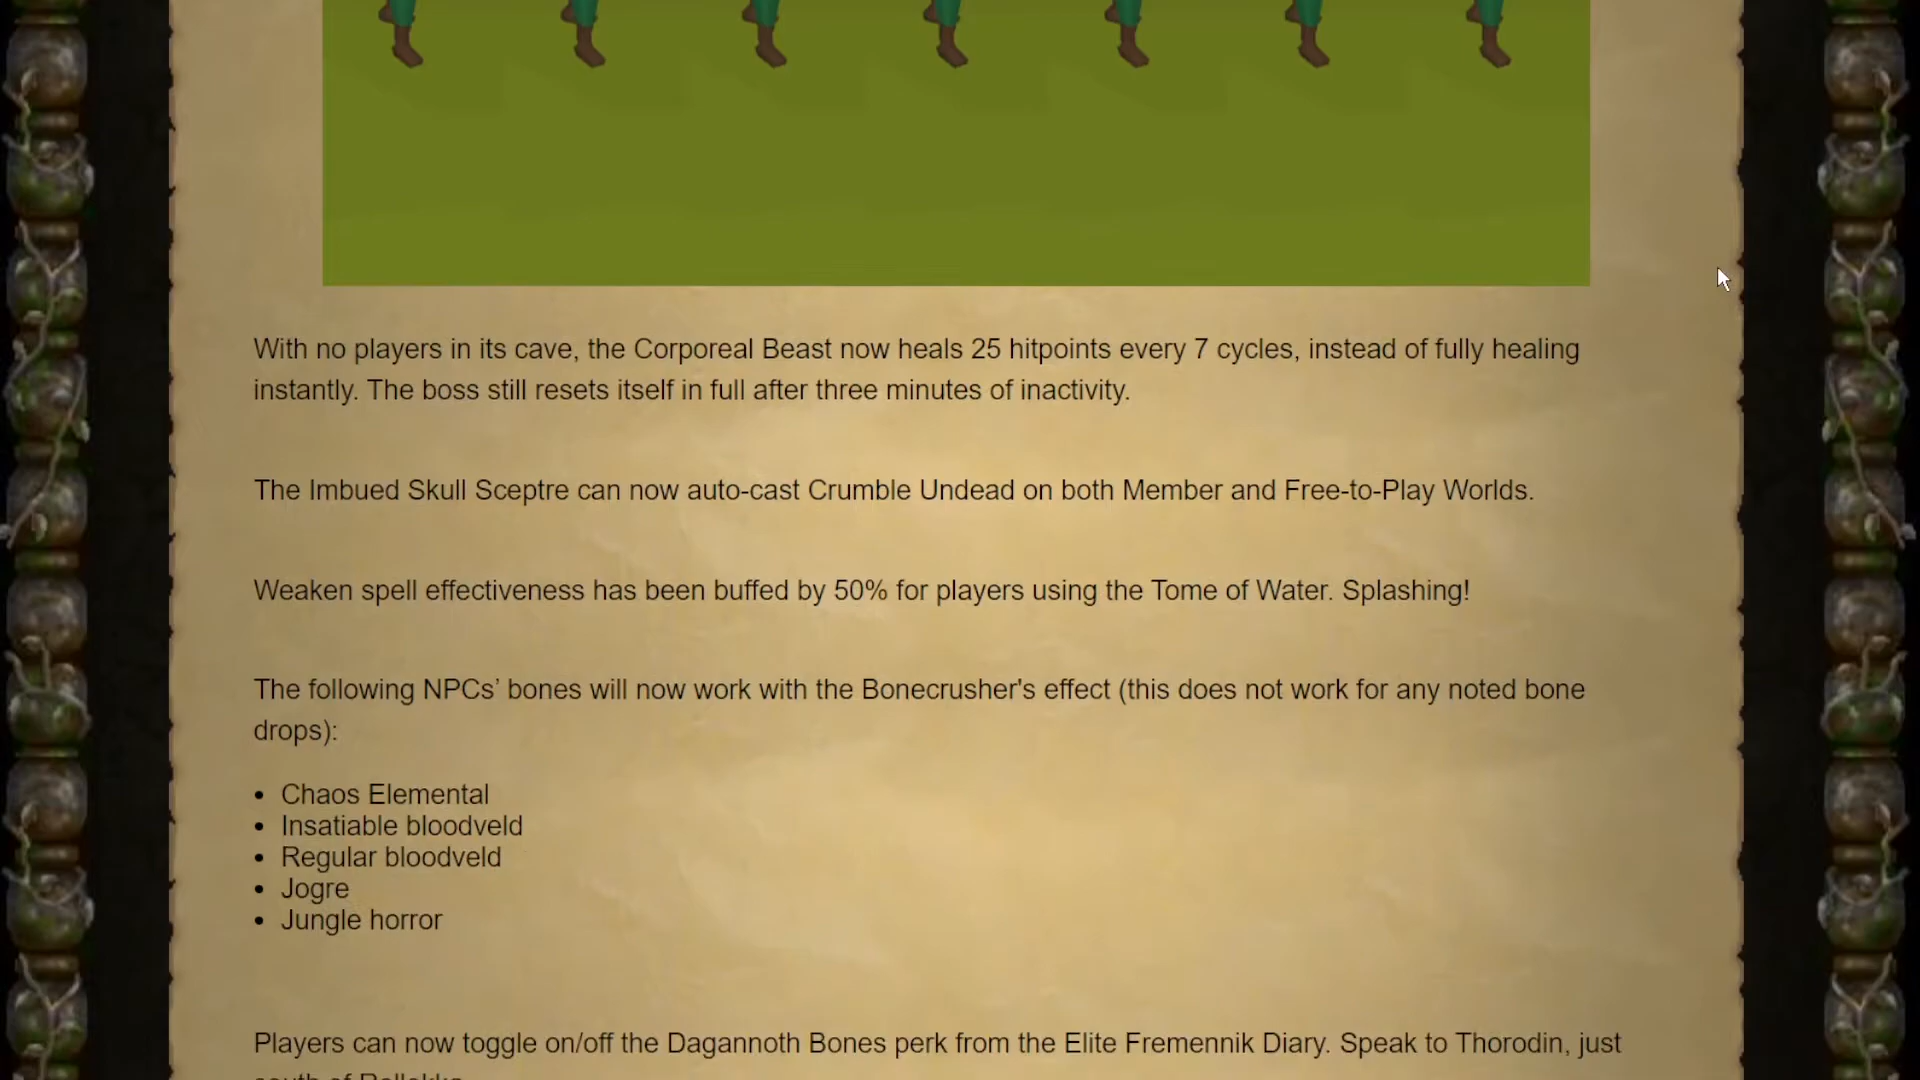 With no players in its cave, the Corporeal Beast now heals 25 hitpoints every 7 cycles, instead of fully healing
instantly. The boss still resets itself in full after three minutes of inactivity.
The Imbued Skull Sceptre can now auto-cast Crumble Undead on both Member and Free-to-Play Worlds.
Weaken spell effectiveness has been buffed by 50% for players using the Tome of Water. Splashing!
The following NPCs’ bones will now work with the Bonecrusher's effect (this does not work for any noted bone
drops):
• Chaos Elemental
• Insatiable bloodveld
• Regular bloodveld
• Jogre
• Jungle horror
Players can now toggle on/off the Dagannoth Bones perk from the Elite Fremennik Diary. Speak to Thorodin, just
south of